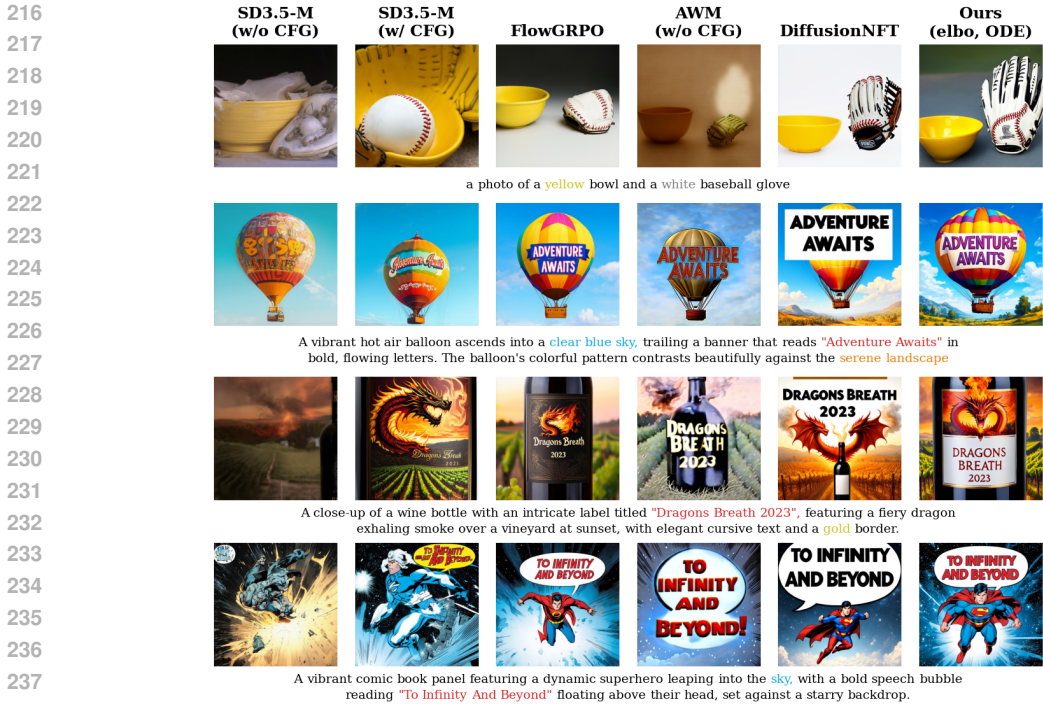 216
SD3.5-M (w/o CFG)
SD3.5-M (w/ CFG)
FlowGRPO
AWM (w/o CFG)
DiffusionNFT
Ours (elbo, ODE)
217
218
219
220
221
a photo of a yellow bowl and a white baseball glove
222
223
ADVENTURE AWAITS
ADVENTURE AWAITS
ADVENTURE AWAITS
ADVENTURE AWAITS
224
225
226
A vibrant hot air balloon ascends into a clear blue sky, trailing a banner that reads "Adventure Awaits" in
227
bold, flowing letters. The balloon's colorful pattern contrasts beautifully against the serene landscape
228
229
Dragons Breath
2023
DRAGONS
BREATH
2023
DRAGONS BREATH
2023
DRAGONS
BREATH
2023
230
231
A close-up of a wine bottle with an intricate label titled "Dragons Breath 2023", featuring a fiery dragon
232
exhaling smoke over a vineyard at sunset, with elegant cursive text and a gold border.
233
TO INFINITY
AND BEYOND
TO
INFINITY
AND
BEYOND!
TO INFINITY
AND BEYOND
TO INFINITY
AND BEYOND
234
235
236
A vibrant comic book panel featuring a dynamic superhero leaping into the sky, with a bold speech bubble
237
reading "To Infinity And Beyond" floating above their head, set against a starry backdrop.